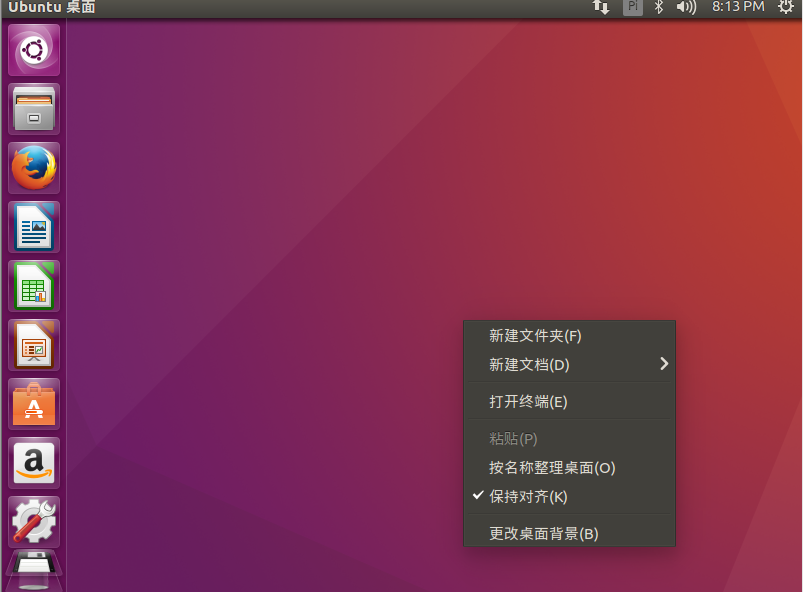 Ubuntu 桌面
Pi
8:13 PM
新建文件夹(F)
新建文档(D)
打开终端(E)
粘贴(P)
按名称整理桌面(O)
保持对齐(K)
更改桌面背景(B)